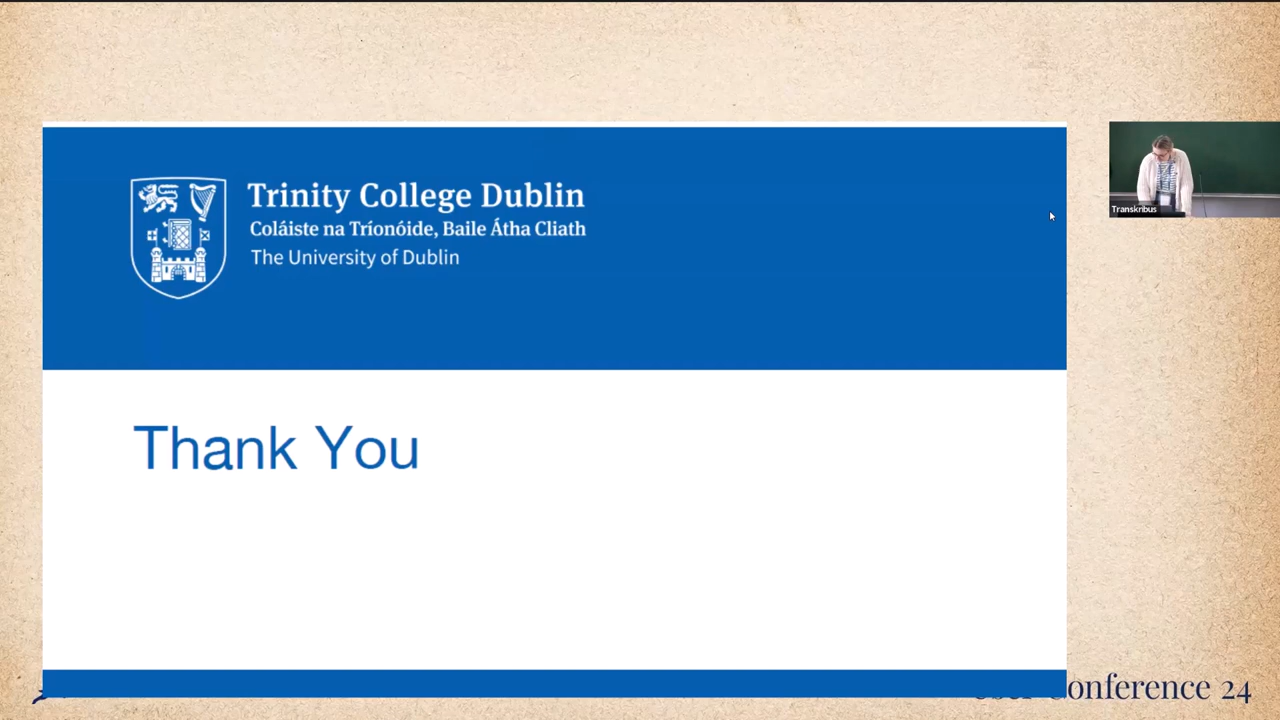 Trinity College Dublin
Coláiste na Tríonóide, Baile Átha Cliath
The University of Dublin
Transkribus
Thank You
Conference 24